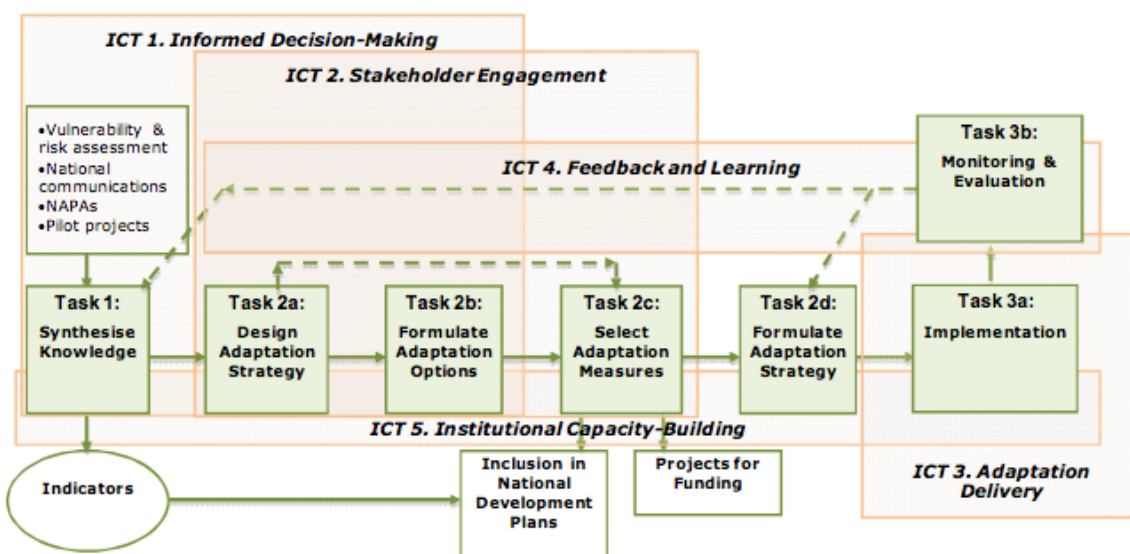 ICT 1. Informed Decision-Making
ICT 2. Stakeholder Engagement
•Vulnerability &
risk assessment
•National
communications
•NAPAs
•Pilot projects
ICT 4. Feedback and Learning
Task 3b:
Monitoring &
Evaluation
Task 1:
Synthesise
Knowledge
Task 2a:
Design
Adaptation
Strategy
Task 2b:
Formulate
Adaptation
Options
Task 2c:
Select
Adaptation
Measures
Task 2d:
Formulate
Adaptation
Strategy
Task 3a:
Implementation
ICT 5. Institutional Capacity-Building
Indicators
Inclusion in
National
Development
Plans
Projects for
Funding
ICT 3. Adaptation
Delivery